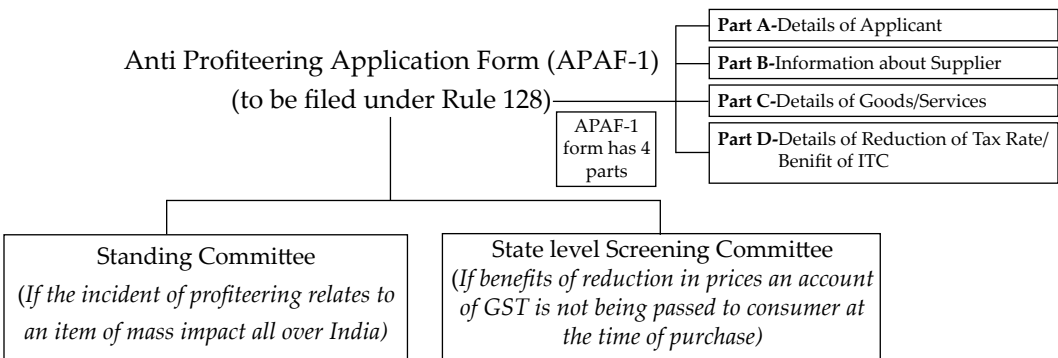 Anti Profiteering Application Form (APAF-1)
(to be filed under Rule 128)
APAF-1
form has 4
parts
Part A-Details of Applicant
Part B-Information about Supplier
Part C-Details of Goods/Services
Part D-Details of Reduction of Tax Rate/
Benifit of ITC
Standing Committee
(If the incident of profiteering relates to
an item of mass impact all over India)
State level Screening Committee
(If benefits of reduction in prices an account
of GST is not being passed to consumer at
the time of purchase)